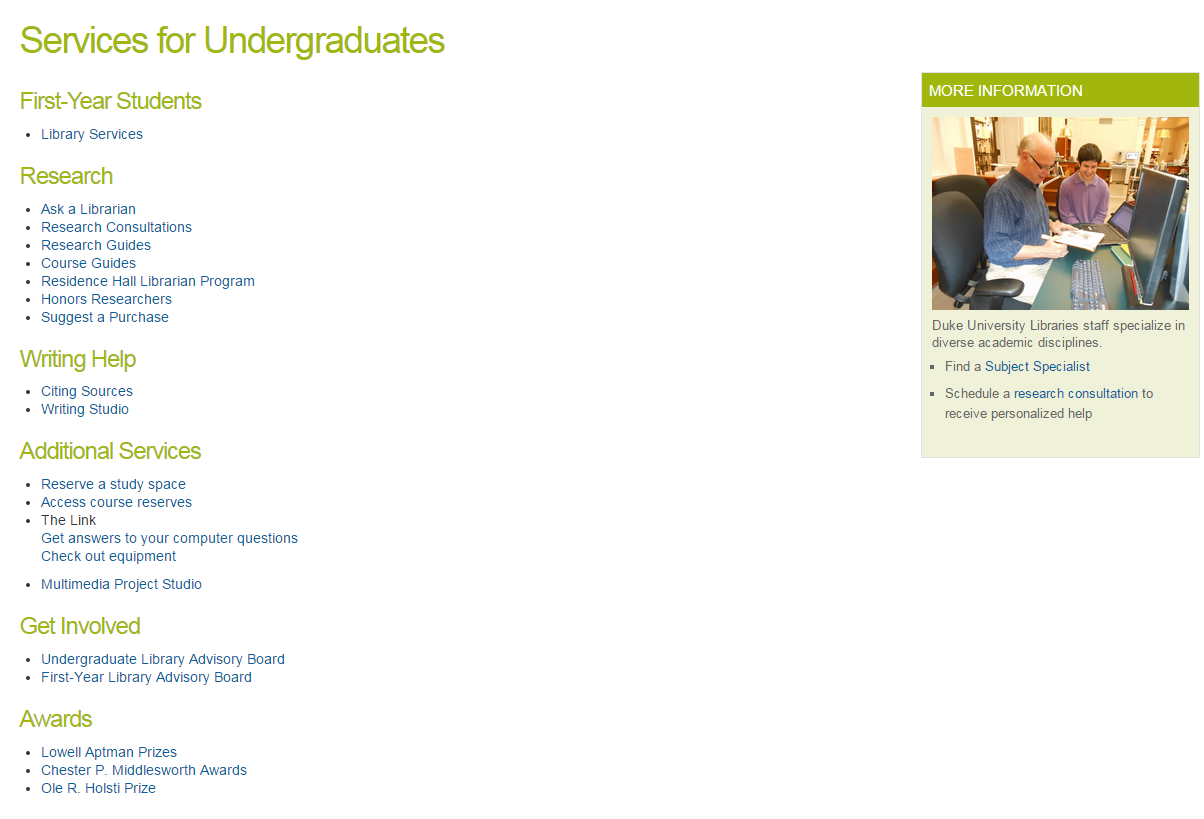 Services for Undergraduates
First-Year Students
Library Services
Research
Ask a Librarian
Research Consultations
Research Guides
Course Guides
Residence Hall Librarian Program
Honors Researchers
Suggest a Purchase
Writing Help
Citing Sources
Writing Studio
Additional Services
Reserve a study space
Access course reserves
The Link
Get answers to your computer questions
Check out equipment
Multimedia Project Studio
Get Involved
Undergraduate Library Advisory Board
First-Year Library Advisory Board
Awards
Lowell Aptman Prizes
Chester P. Middlesworth Awards
Ole R. Holsti Prize
MORE INFORMATION
Duke University Libraries staff specialize in
diverse academic disciplines.
Find a Subject Specialist
Schedule a research consultation to
receive personalized help